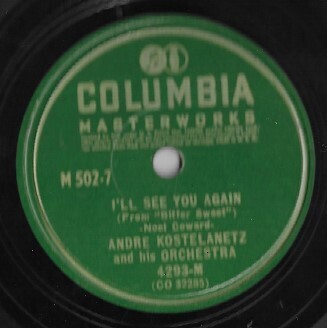 COLUMBIA
MASTERWORKS
M 502-7
I'LL SEE YOU AGAIN
(From "Bitter Sweet")
-Noel Coward-
ANDRE KOSTELANETZ
and his ORCHESTRA
4293-M
(CO 32285)